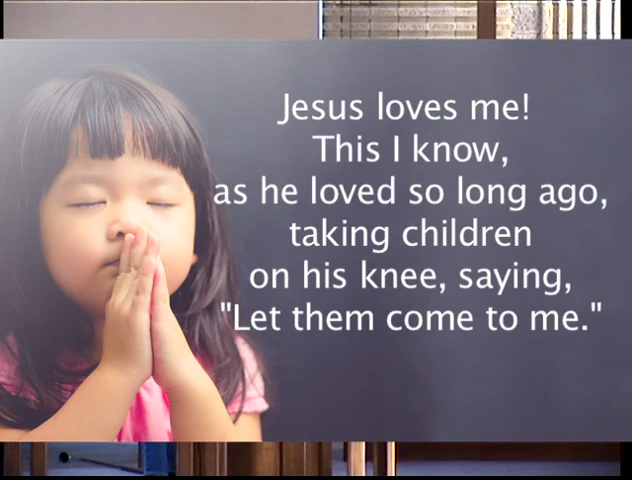 Jesus loves me!
This I know,
as he loved so long ago,
taking children
on his knee, saying,
"Let them come to me."